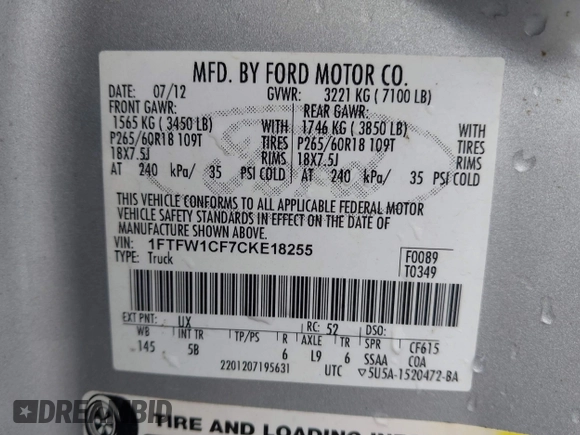 MFD. BY FORD MOTOR CO.
DATE: 07/12 GVWR: 3221 KG ( 7100 LB)
FRONT GAWR: REAR GAWR:
1565 KG ( 3450 LB) WITH 1746 KG ( 3850 LB) WITH
P265/60R18 109T TIRES P265/60R18 109T TIRES
18X7.5J RIMS 18X7.5J RIMS
AT 240 kPa/ 35 PSI COLD AT 240 kPa/ 35 PSI COLD
THIS VEHICLE CONFORMS TO ALL APPLICABLE FEDERAL MOTOR
VEHICLE SAFETY STANDARDS IN EFFECT ON THE DATE OF
MANUFACTURE SHOWN ABOVE.
VIN: 1FTFW1CF7CKE18255 F0089
TYPE: Truck T0349
EXT PNT: UX RC: 52 DSO:
WB INT TR TP/PS R AXLE TR SPR CF615
145 5B 6 L9 6 SSAA C0A
2201207195631 UTC ▽5U5A-1520472-BA
Ford
TIRE AND LOADING
DREAMBID